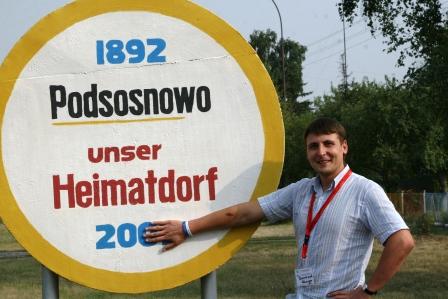 1892
Podsosnowo
unser
Heimatdorf